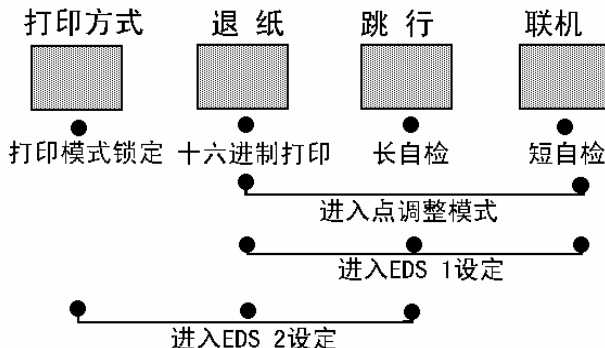 打印方式 退 纸 跳 行 联机
打印模式锁定 十六进制打印 长自检 短自检
进入点调整模式
进入EDS 1设定
进入EDS 2设定